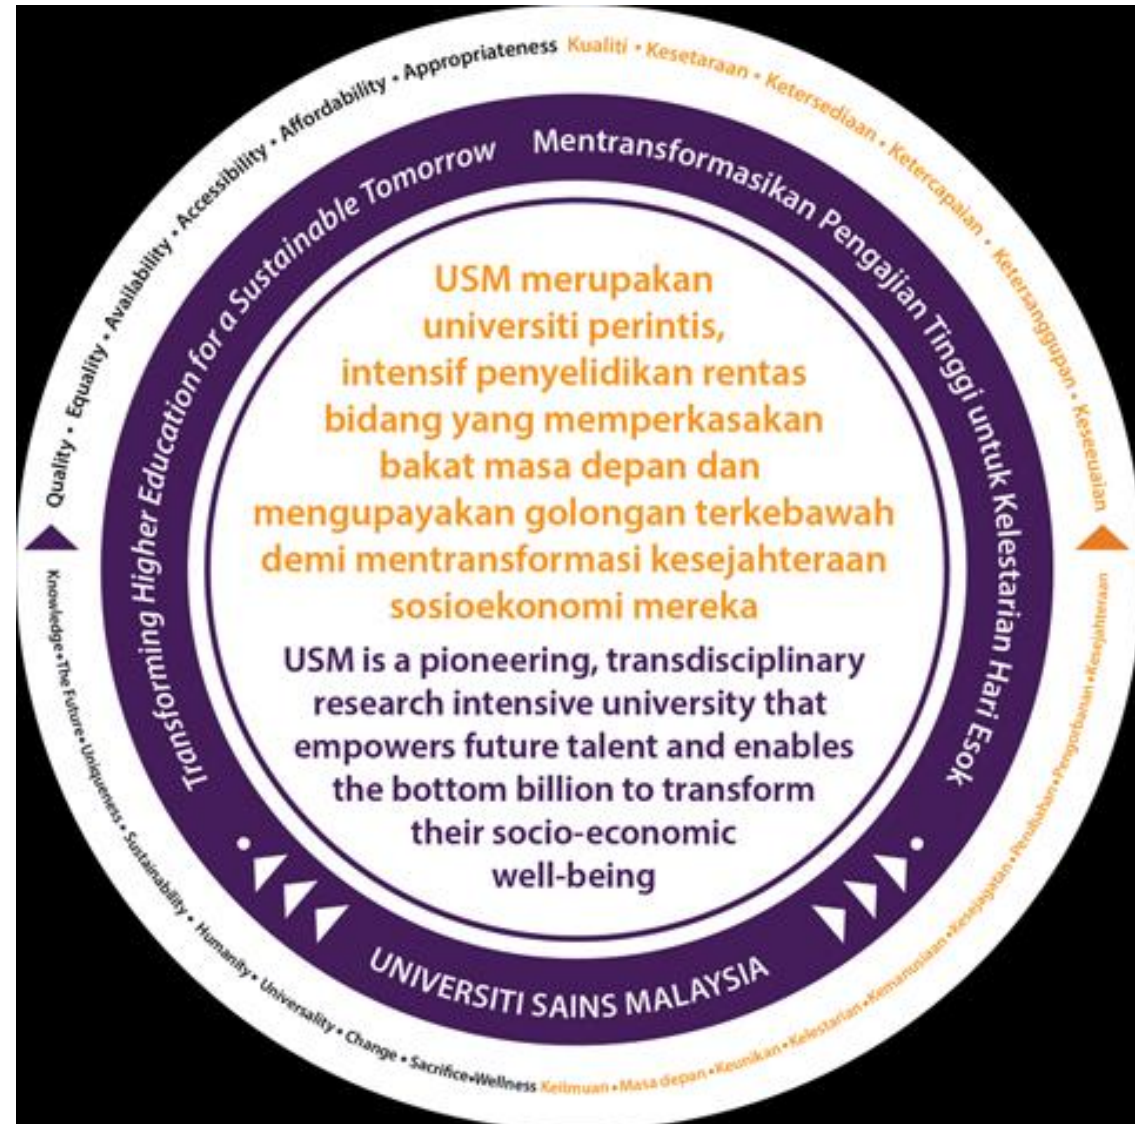 Quality • Equality • Availability • Accessibility • Affordability • Appropriateness
Kualiti • Kesetaraan • Ketersediaan • Ketercapaian • Ketersanggupan • Keseuaian
Transforming Higher Education for a Sustainable Tomorrow
Mentransformasikan Pengajian Tinggi untuk Kelestarian Hari Esok
USM merupakan
universiti perintis,
intensif penyelidikan rentas
bidang yang memperkasakan
bakat masa depan dan
mengupayakan golongan terkebawah
demi mentransformasi kesejahteraan
sosioekonomi mereka
USM is a pioneering, transdisciplinary
research intensive university that
empowers future talent and enables
the bottom billion to transform
their socio-economic
well-being
UNIVERSITI SAINS MALAYSIA
Knowledge•The Future•Uniqueness•Sustainability• Humanity• Universality • Change • Sacrifice•Wellness
Keilmuan•Masa depan•Keunikan•Kelestarian•Kemanusiaan•Kesejagatan•Perubahan•Pengorbanan•Kesejahteraan